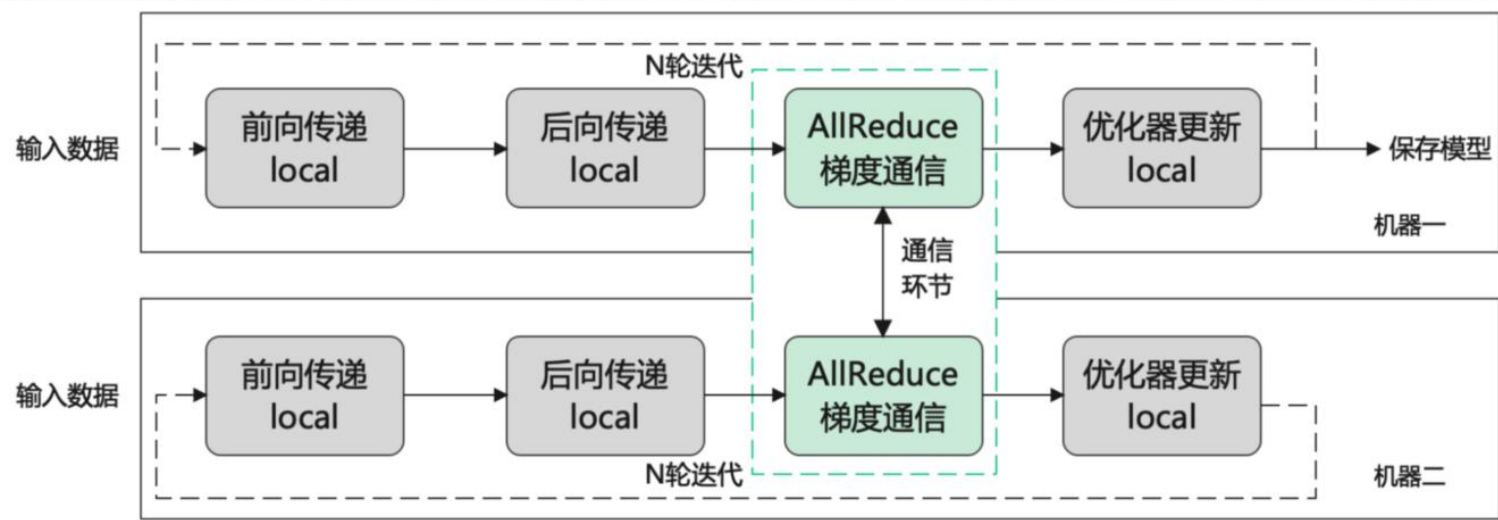 N轮迭代
输入数据
前向传递
local
后向传递
local
AllReduce
梯度通信
优化器更新
local
保存模型
机器一
通信
环节
输入数据
前向传递
local
后向传递
local
AllReduce
梯度通信
优化器更新
local
N轮迭代
机器二